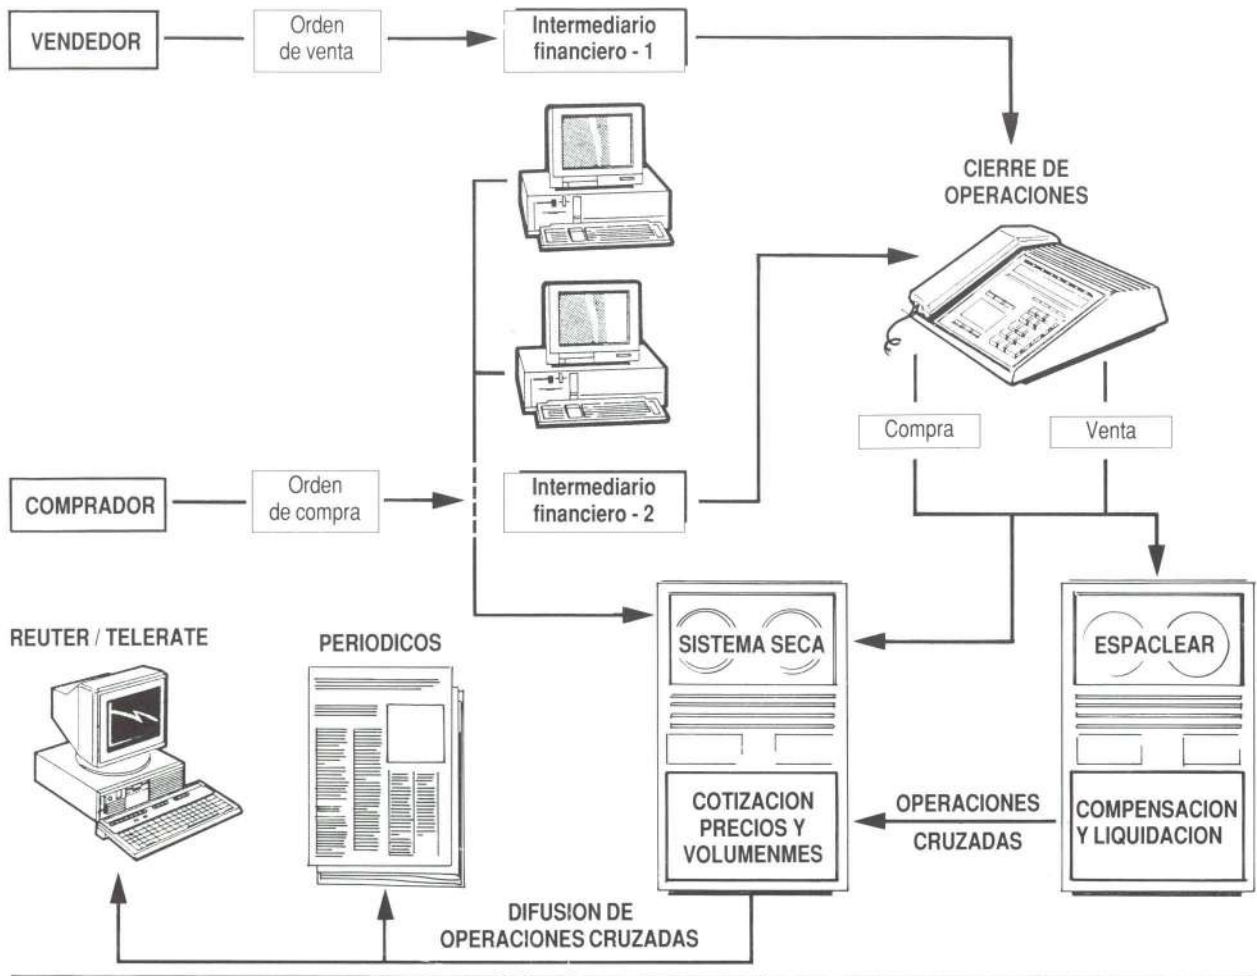 VENDEDOR
Orden
de venta
Intermediario
financiero - 1
CIERRE DE
OPERACIONES
Compra
Venta
COMPRADOR
Orden
de compra
Intermediario
financiero - 2
REUTER / TELERATE
PERIODICOS
SISTEMA SECA
ESPACLEAR
COTIZACION
PRECIOS Y
VOLUMENMES
OPERACIONES
CRUZADAS
COMPENSACION
Y LIQUIDACION
DIFUSION DE
OPERACIONES CRUZADAS